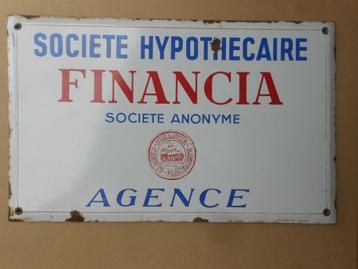 SOCIETE HYPOTHECAIRE
FINANCIA
SOCIETE ANONYME
AGENCE